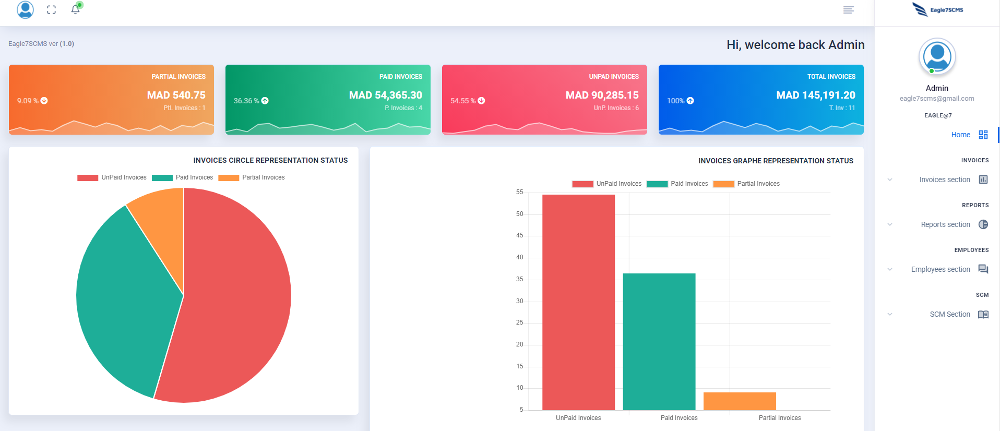 Eagle7SCMS
Eagle7SCMS ver (1.0)
Hi, welcome back Admin
PARTIAL INVOICES
MAD 540.75
9.09 %
Ptl. Invoices : 1
PAID INVOICES
MAD 54,365.30
36.36 %
P. Invoices : 4
UNPAD INVOICES
MAD 90,285.15
54.55 %
UnP. Invoices : 6
TOTAL INVOICES
MAD 145,191.20
100%
T. Inv : 11
INVOICES CIRCLE REPRESENTATION STATUS
UnPaid Invoices Paid Invoices Partial Invoices
INVOICES GRAPHE REPRESENTATION STATUS
UnPaid Invoices Paid Invoices Partial Invoices
55
50
45
40
35
30
25
20
15
10
5
UnPaid Invoices Paid Invoices Partial Invoices
Admin
eagle7scms@gmail.com
EAGLE@7
Home
INVOICES
Invoices section
REPORTS
Reports section
EMPLOYEES
Employees section
SCM
SCM Section